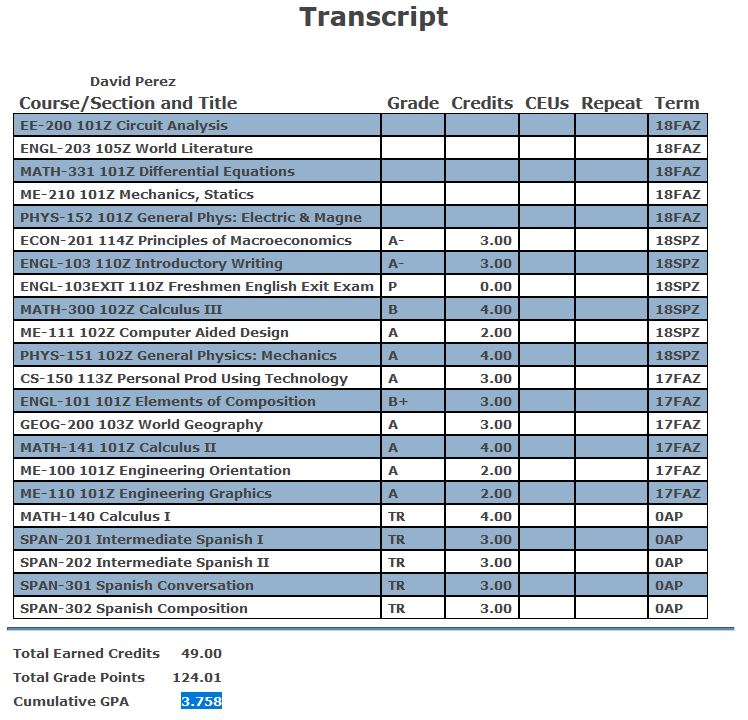 Transcript
David Perez
Course/Section and Title Grade Credits CEUs Repeat Term
EE-200 101Z Circuit Analysis 18FAZ
ENGL-203 105Z World Literature 18FAZ
MATH-331 101Z Differential Equations 18FAZ
ME-210 101Z Mechanics, Statics 18FAZ
PHYS-152 101Z General Phys: Electric & Magne 18FAZ
ECON-201 114Z Principles of Macroeconomics A- 3.00 18SPZ
ENGL-103 110Z Introductory Writing A- 3.00 18SPZ
ENGL-103EXIT 110Z Freshmen English Exit Exam P 0.00 18SPZ
MATH-300 102Z Calculus III B 4.00 18SPZ
ME-111 102Z Computer Aided Design A 2.00 18SPZ
PHYS-151 102Z General Physics: Mechanics A 4.00 18SPZ
CS-150 113Z Personal Prod Using Technology A 3.00 17FAZ
ENGL-101 101Z Elements of Composition B+ 3.00 17FAZ
GEOG-200 103Z World Geography A 3.00 17FAZ
MATH-141 101Z Calculus II A 4.00 17FAZ
ME-100 101Z Engineering Orientation A 2.00 17FAZ
ME-110 101Z Engineering Graphics A 2.00 17FAZ
MATH-140 Calculus I TR 4.00 0AP
SPAN-201 Intermediate Spanish I TR 3.00 0AP
SPAN-202 Intermediate Spanish II TR 3.00 0AP
SPAN-301 Spanish Conversation TR 3.00 0AP
SPAN-302 Spanish Composition TR 3.00 0AP
Total Earned Credits 49.00
Total Grade Points 124.01
Cumulative GPA 3.758